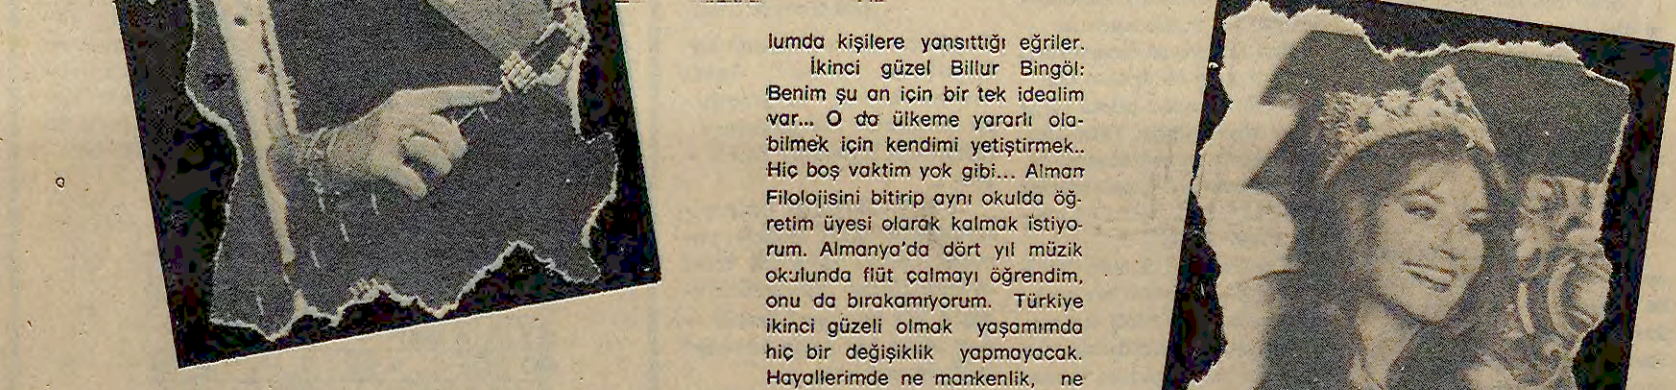 lumda kişilere yansıttığı eğriler.
İkinci güzel Billur Bingöl:
Benim şu an için bir tek idealim
var... O da ülkeme yararlı ola-
bilmek için kendimi yetiştirmek..
Hiç boş vaktim yok gibi... Alman
Filolojisini bitirip aynı okulda öğ-
retim üyesi olarak kalmak istiyo-
rum. Almanya'da dört yıl müzik
okulunda flüt çalmayı öğrendim,
onu da bırakamıyorum. Türkiye
ikinci güzeli olmak yaşamımda
hiç bir değişiklik yapmayacak.
Hayallerimde ne mankenlik, ne